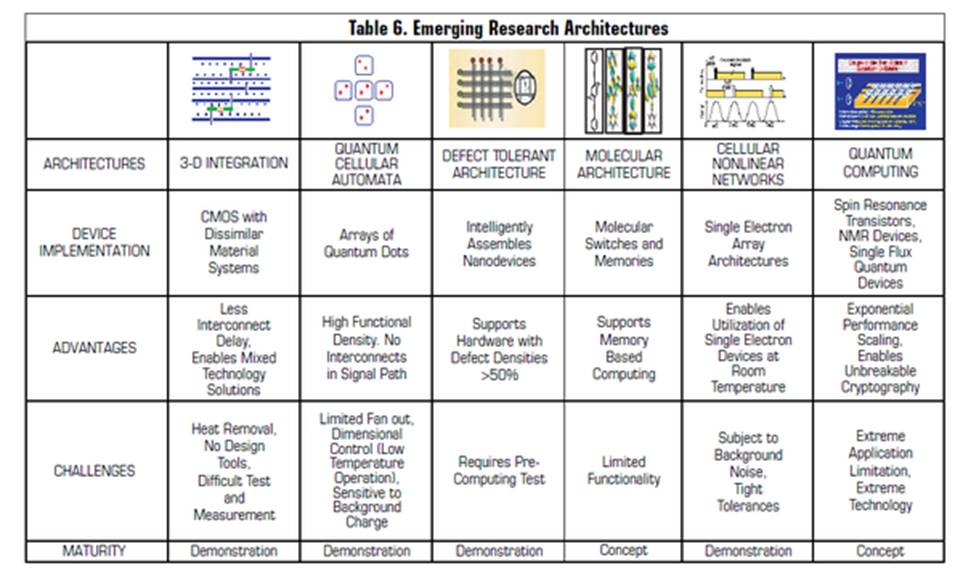 Table 6. Emerging Research Architectures
ARCHITECTURES
3-D INTEGRATION
QUANTUM
CELLULAR
AUTOMATA
DEFECT TOLERANT
ARCHITECTURE
MOLECULAR
ARCHITECTURE
CELLULAR
NONLINEAR
NETWORKS
QUANTUM
COMPUTING
DEVICE
IMPLEMENTATION
CMOS with
Dissimilar
Material
Systems
Arrays of
Quantum Dots
Intelligently
Assembles
Nanodevices
Molecular
Switches and
Memories
Single Electron
Array
Architectures
Spin Resonance
Transistors,
NMR Devices,
Single Flux
Quantum
Devices
ADVANTAGES
Less
Interconnect
Delay,
Enables Mixed
Technology
Solutions
High Functional
Density. No
Interconnects
in Signal Path
Supports
Hardware with
Defect Densities
>50%
Supports
Memory
Based
Computing
Enables
Utilization of
Single Electron
Devices at
Room
Temperature
Exponential
Performance
Scaling,
Enables
Unbreakable
Cryptography
CHALLENGES
Heat Removal,
No Design
Tools,
Difficult Test
and
Measurement
Limited Fan out,
Dimensional
Control (Low
Temperature
Operation),
Sensitive to
Background
Charge
Requires Pre-
Computing Test
Limited
Functionality
Subject to
Background
Noise,
Tight
Tolerances
Extreme
Application
Limitation,
Extreme
Technology
MATURITY
Demonstration
Demonstration
Demonstration
Concept
Demonstration
Concept